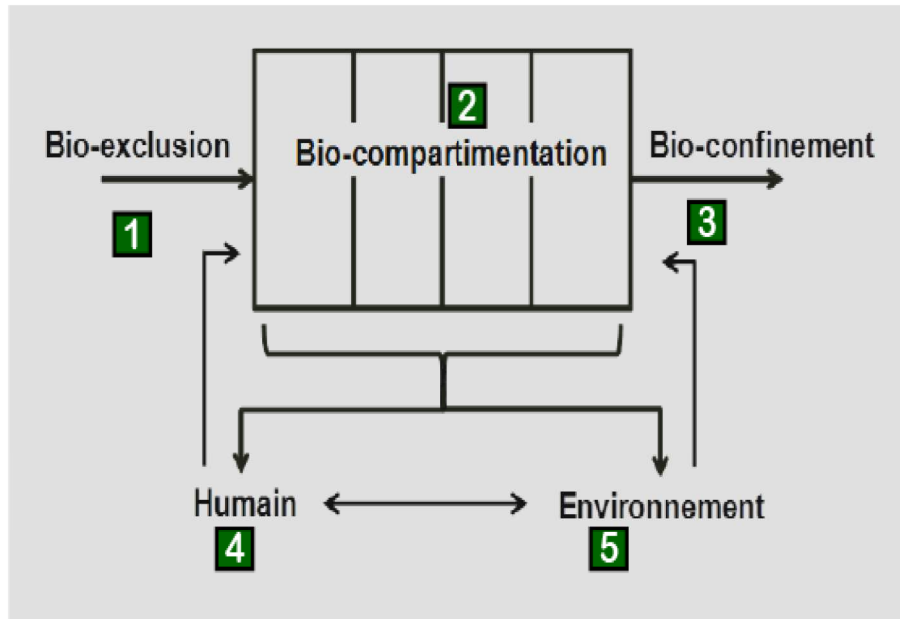 2
Bio-exclusion
Bio-compartimentation
Bio-confinement
1
3
Humain
Environnement
4
5